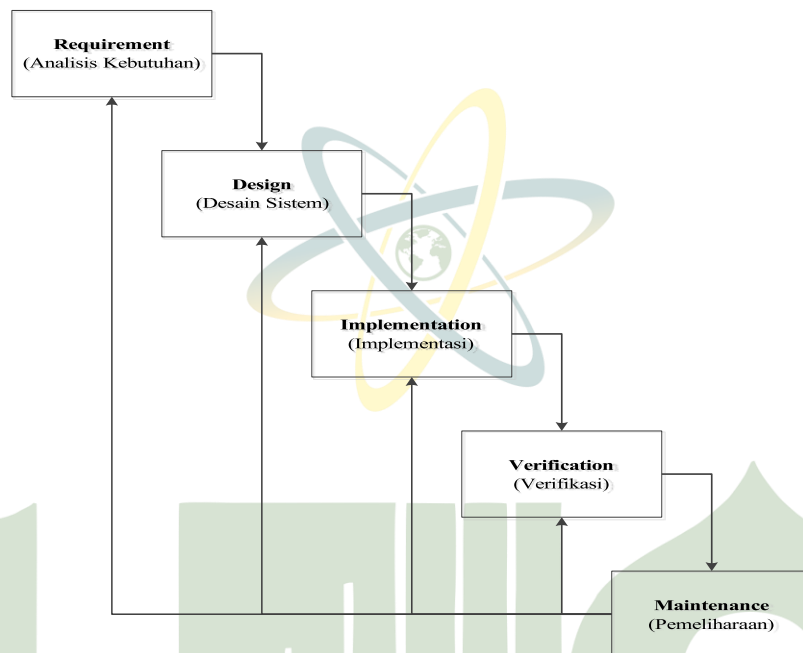 Requirement
(Analisis Kebutuhan)
Design
(Desain Sistem)
Implementation
(Implementasi)
Verification
(Verifikasi)
Maintenance
(Pemeliharaan)